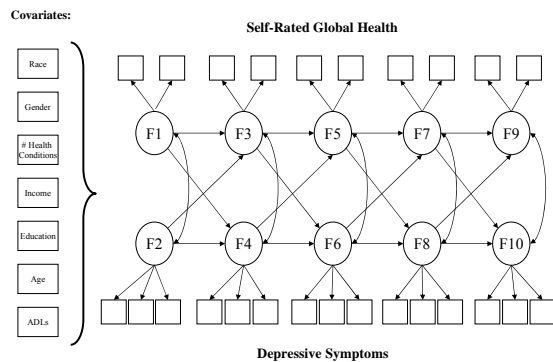 Covariates:
Self-Rated Global Health
Race
Gender
# Health
Conditions
Income
Education
Age
ADLs
F1
F3
F5
F7
F9
F2
F4
F6
F8
F10
Depressive Symptoms